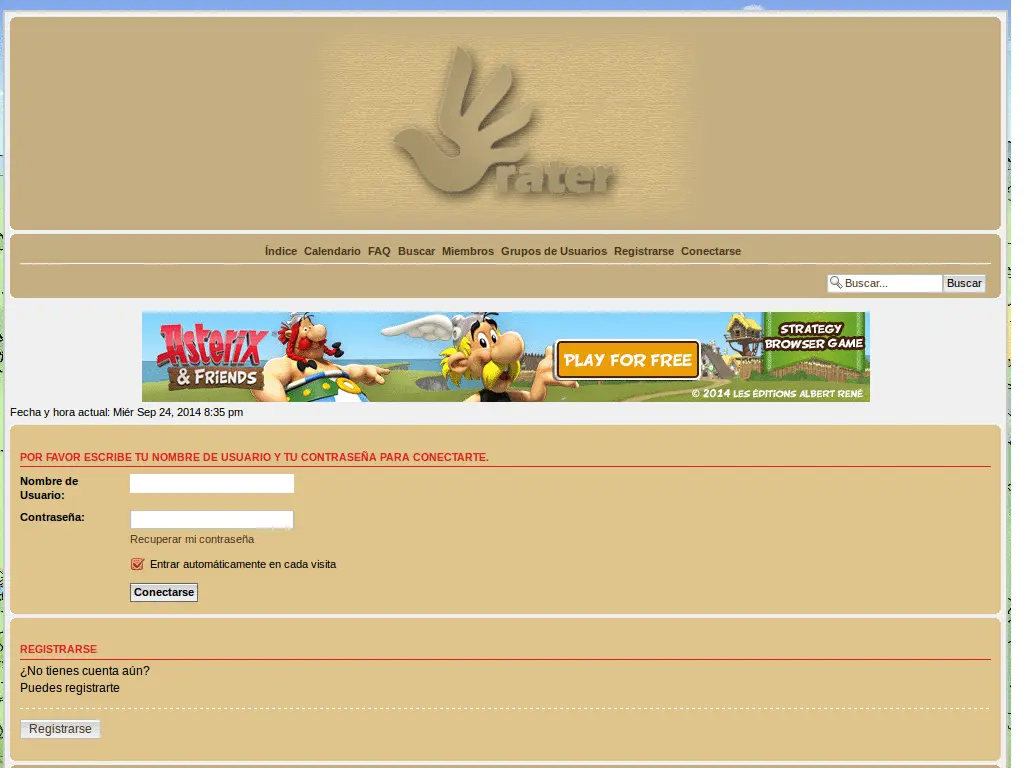 rater
Índice Calendario FAQ Buscar Miembros Grupos de Usuarios Registrarse Conectarse
Buscar... Buscar
Asterix
& FRIENDS
PLAY FOR FREE
STRATEGY
BROWSER GAME
© 2014 LES ÉDITIONS ALBERT RENÉ
Fecha y hora actual: Miér Sep 24, 2014 8:35 pm
POR FAVOR ESCRIBE TU NOMBRE DE USUARIO Y TU CONTRASEÑA PARA CONECTARTE.
Nombre de
Usuario:
Contraseña:
Recuperar mi contraseña
Entrar automáticamente en cada visita
Conectarse
REGISTRARSE
¿No tienes cuenta aún?
Puedes registrarte
Registrarse